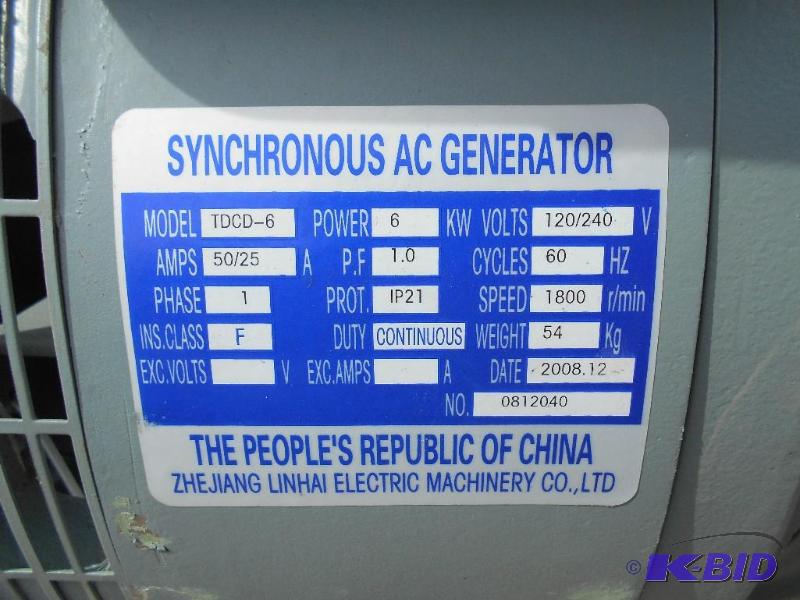 SYNCHRONOUS AC GENERATOR
MODEL TDCD-6 POWER 6 KW VOLTS 120/240 V
AMPS 50/25 A P.F 1.0 CYCLES 60 HZ
PHASE 1 PROT. IP21 SPEED 1800 r/min
INS.CLASS F DUTY CONTINUOUS WEIGHT 54 Kg
EXC.VOLTS V EXC.AMPS A DATE 2008.12
NO. 0812040
THE PEOPLE'S REPUBLIC OF CHINA
ZHEJIANG LINHAI ELECTRIC MACHINERY CO.,LTD
© K-BID